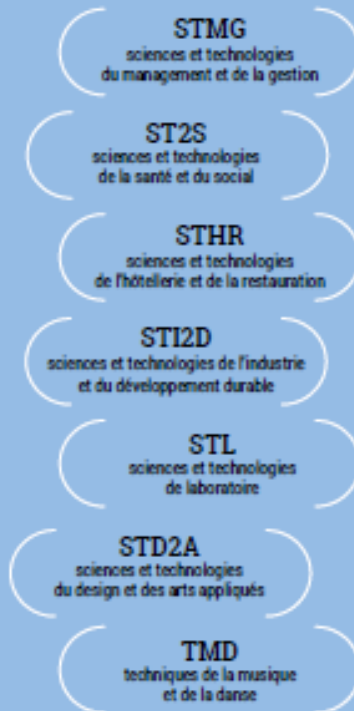 STMG
sciences et technologies
du management et de la gestion
ST2S
sciences et technologies
de la santé et du social
STHR
sciences et technologies
de l'hôtellerie et de la restauration
STI2D
sciences et technologies de l'industrie
et du développement durable
STL
sciences et technologies
de laboratoire
STD2A
sciences et technologies
du design et des arts appliqués
TMD
techniques de la musique
et de la danse